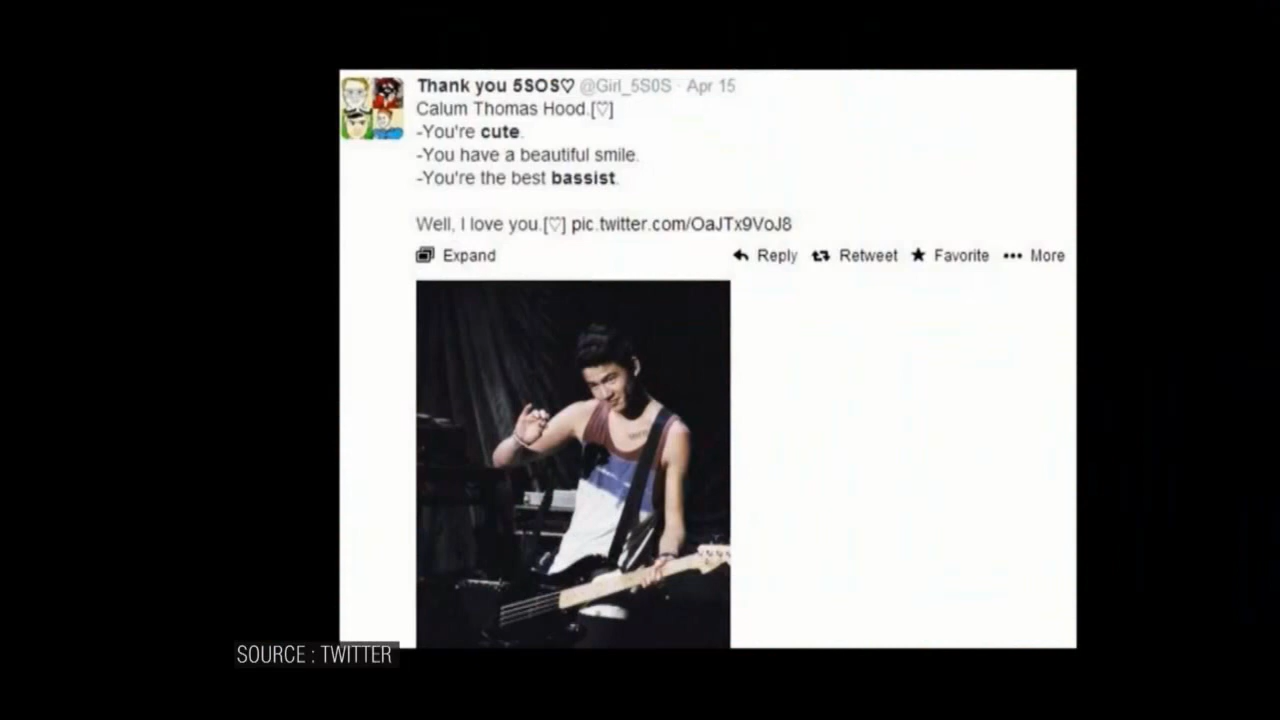 Thank you 5SOS♡ @Girl_5S0S · Apr 15
Calum Thomas Hood.[♡]
-You're cute.
-You have a beautiful smile.
-You're the best bassist.
Well, I love you.[♡] pic.twitter.com/OaJTx9VoJ8
Expand Reply Retweet Favorite More
SOURCE : TWITTER